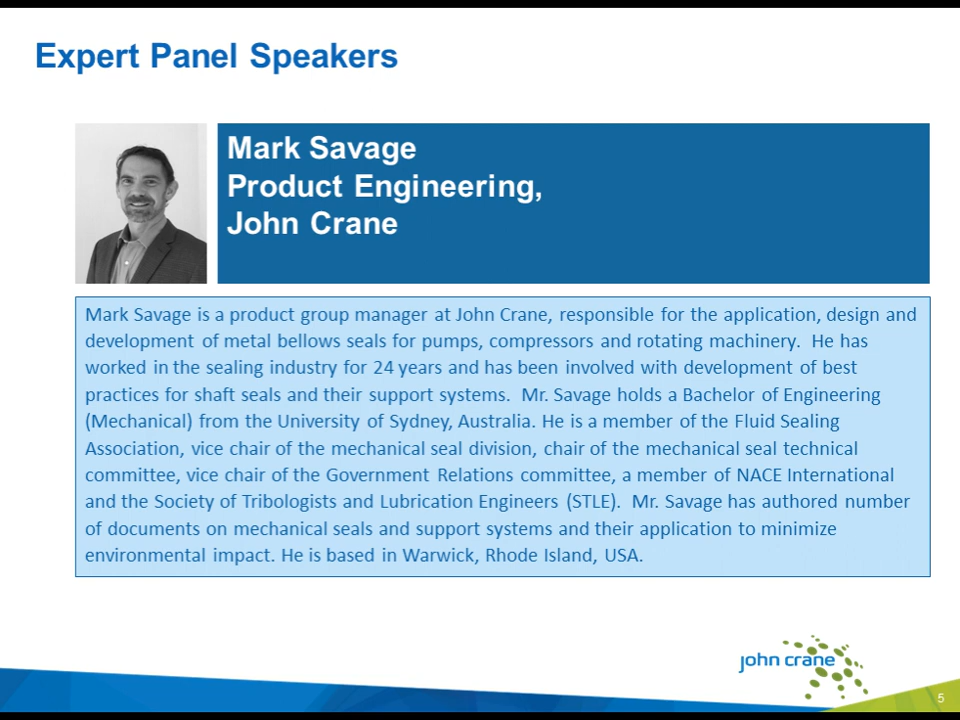 Expert Panel Speakers
Mark Savage
Product Engineering,
John Crane
Mark Savage is a product group manager at John Crane, responsible for the application, design and
development of metal bellows seals for pumps, compressors and rotating machinery.  He has
worked in the sealing industry for 24 years and has been involved with development of best
practices for shaft seals and their support systems.  Mr. Savage holds a Bachelor of Engineering
(Mechanical) from the University of Sydney, Australia. He is a member of the Fluid Sealing
Association, vice chair of the mechanical seal division, chair of the mechanical seal technical
committee, vice chair of the Government Relations committee, a member of NACE International
and the Society of Tribologists and Lubrication Engineers (STLE).  Mr. Savage has authored number
of documents on mechanical seals and support systems and their application to minimize
environmental impact. He is based in Warwick, Rhode Island, USA.
john crane
5